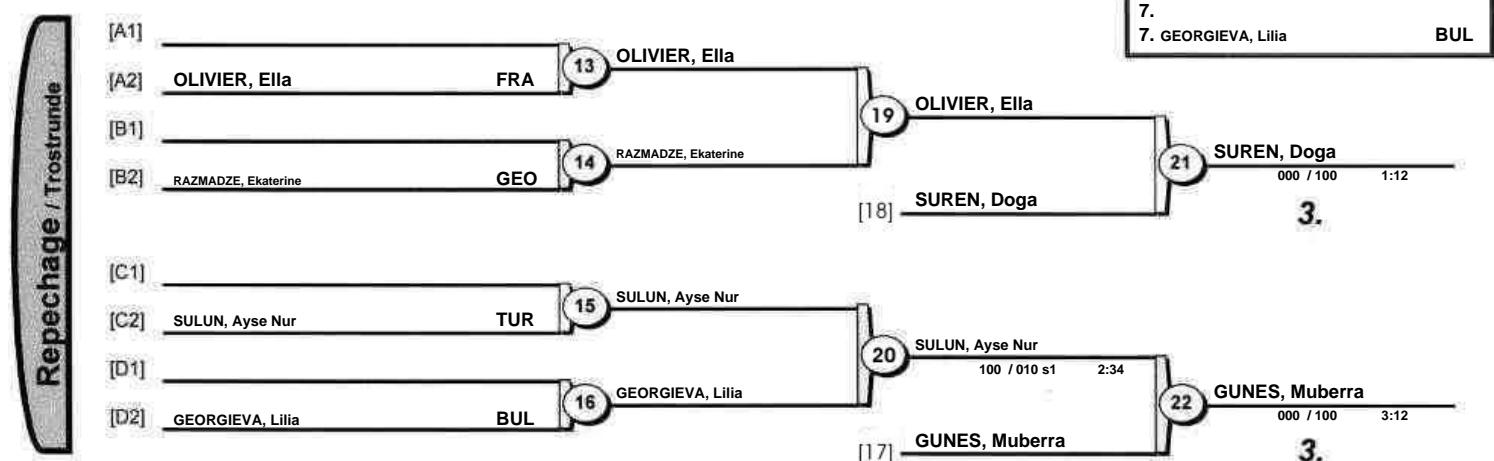 7.
7. GEORGIEVA, Lilia BUL
Repechage / Trostrunde
[A1]
[A2] OLIVIER, Ella FRA
13 OLIVIER, Ella
[B1]
[B2] RAZMADZE, Ekaterine GEO
14 RAZMADZE, Ekaterine
19 OLIVIER, Ella
[18] SUREN, Doga
21 SUREN, Doga
000 / 100 1:12
3.
[C1]
[C2] SULUN, Ayse Nur TUR
15 SULUN, Ayse Nur
[D1]
[D2] GEORGIEVA, Lilia BUL
16 GEORGIEVA, Lilia
20 SULUN, Ayse Nur
100 / 010 s1 2:34
[17] GUNES, Muberra
22 GUNES, Muberra
000 / 100 3:12
3.